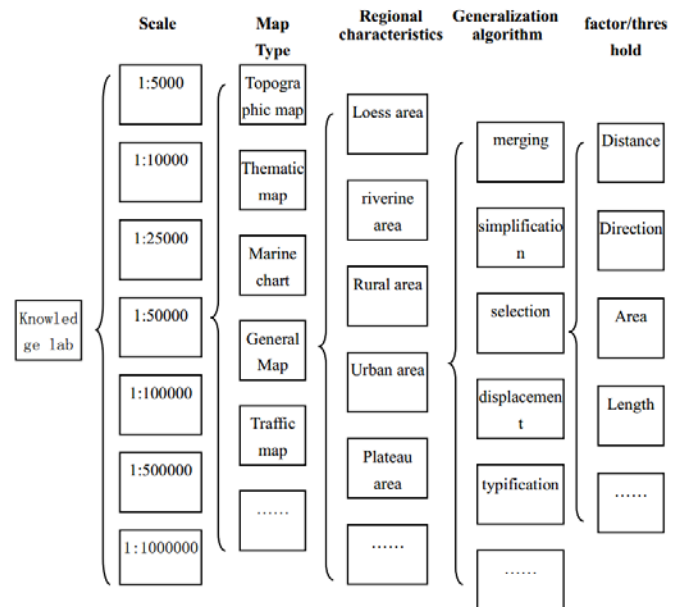 Scale
Map
Type
Regional
characteristics
Generalization
algorithm
factor/thres
hold
Knowled
ge lab
1:5000
1:10000
1:25000
1:50000
1:100000
1:500000
1:1000000
Topogra
phic map
Thematic
map
Marine
chart
General
Map
Traffic
map
……
Loess area
riverine
area
Rural area
Urban area
Plateau
area
……
merging
simplificatio
n
selection
displacemen
t
typification
……
Distance
Direction
Area
Length
……